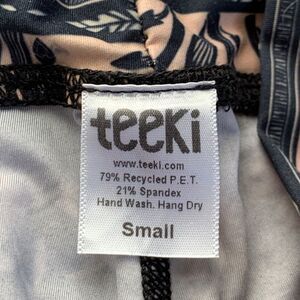 teeki
www.teeki.com
79% Recycled P.E.T.
21% Spandex
Hand Wash. Hang Dry
Small